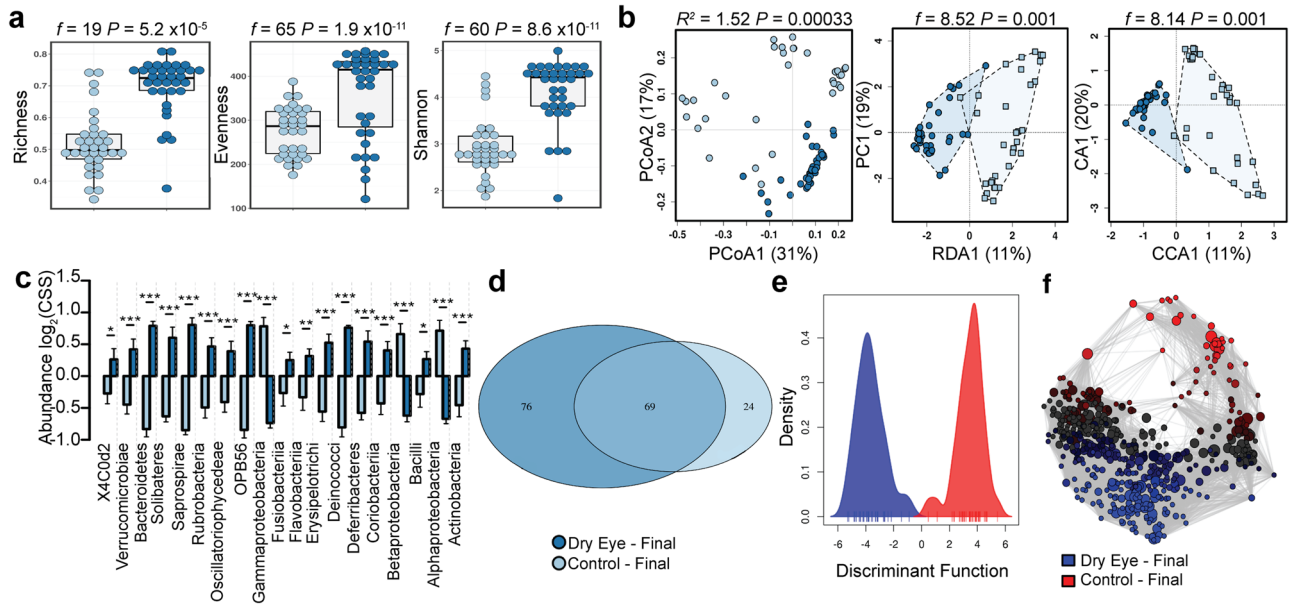 a
f = 19 P = 5.2 x10-5
f = 65 P = 1.9 x10-11
f = 60 P = 8.6 x10-11
Richness
0.8
0.7
0.6
0.5
0.4
Evenness
400
300
200
100
Shannon
5
4
3
2
b
R2 = 1.52 P = 0.00033
f = 8.52 P = 0.001
f = 8.14 P = 0.001
PCoA2 (17%)
0.2
0.1
0.0
-0.1
-0.2
-0.5
-0.3
-0.1
0.1
0.2
PCoA1 (31%)
PC1 (19%)
4
2
0
-2
-2
0
2
4
RDA1 (11%)
CA1 (20%)
2
1
0
-1
-2
-3
-2
-1
0
1
2
3
CCA1 (11%)
c
Abundance log2(CSS)
1.5
1.0
0.5
0.0
-0.5
-1.0
* *** *** *** *** *** *** *** *** * ** *** *** *** *** *** * *** ***
X4C0d2
Verrucomicrobiae
Bacteroidetes
Solibateres
Saprospirae
Rubrobacteria
Oscillatoriophycedeae
OPB56
Gammaproteobacteria
Fusiobacteriia
Flavobacteriia
Erysipelotrichi
Deinococci
Deferribacteres
Coriobacteriia
Betaproteobacteria
Bacilli
Alphaproteobacteria
Actinobacteria
d
76
69
24
Dry Eye - Final
Control - Final
e
Density
0.4
0.3
0.2
0.1
0.0
-6
-4
-2
0
2
4
6
Discriminant Function
f
Dry Eye - Final
Control - Final